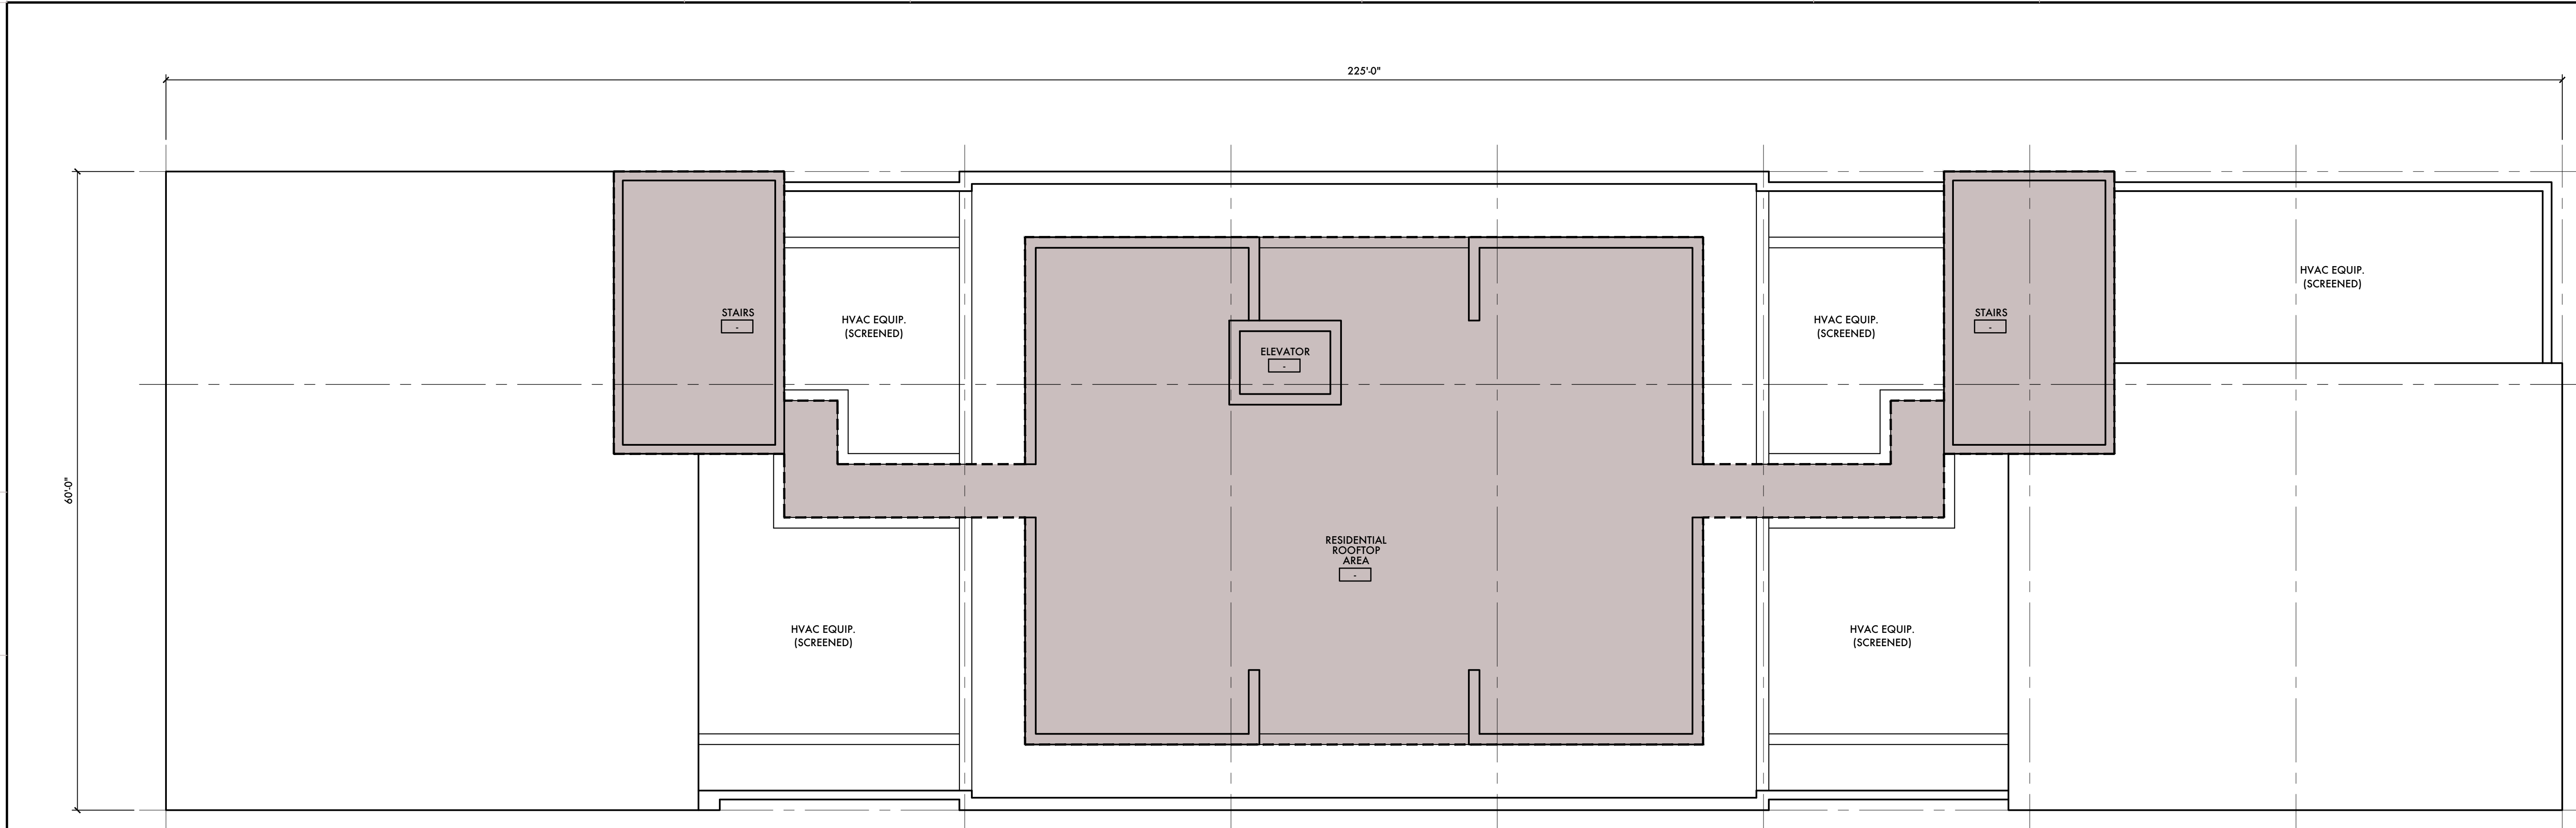 225'-0"
HVAC EQUIP.
(SCREENED)
STAIRS
-
HVAC EQUIP.
(SCREENED)
ELEVATOR
-
HVAC EQUIP.
(SCREENED)
STAIRS
-
60'-0"
RESIDENTIAL
ROOFTOP
AREA
-
HVAC EQUIP.
(SCREENED)
HVAC EQUIP.
(SCREENED)